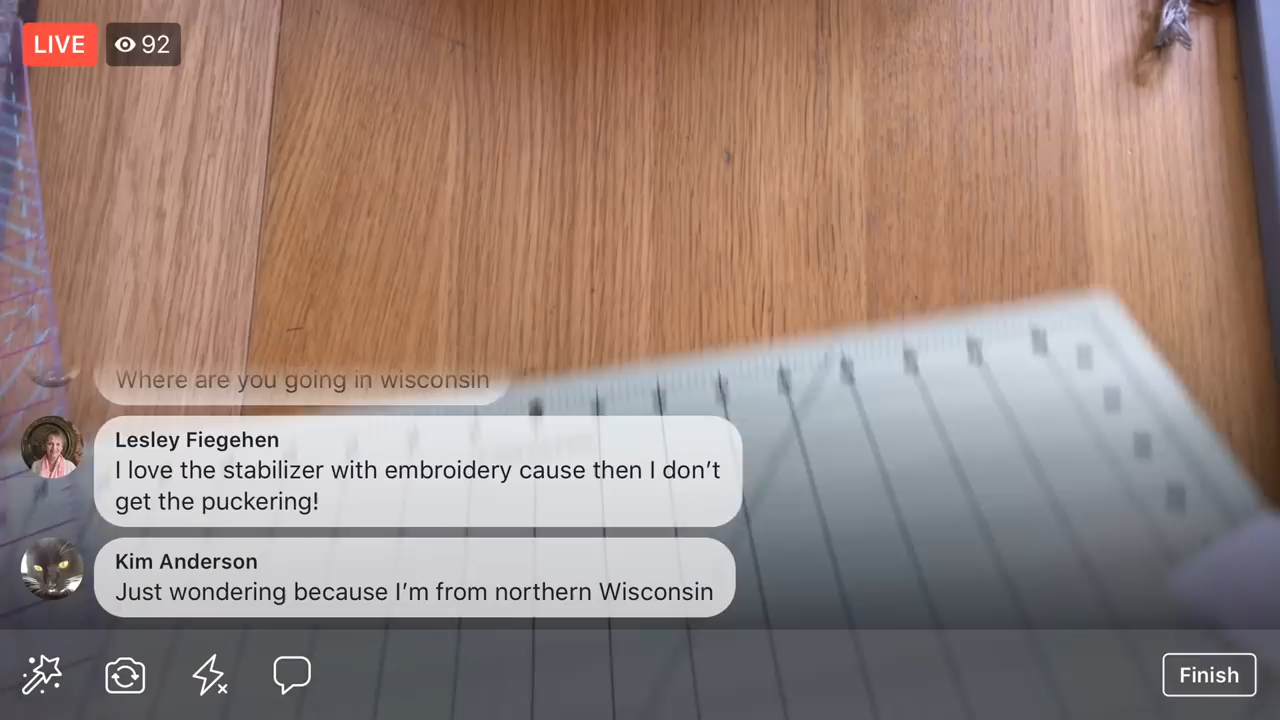 LIVE 92
Where are you going in wisconsin
Lesley Fiegehen
I love the stabilizer with embroidery cause then I don't
get the puckering!
Kim Anderson
Just wondering because I'm from northern Wisconsin
Finish